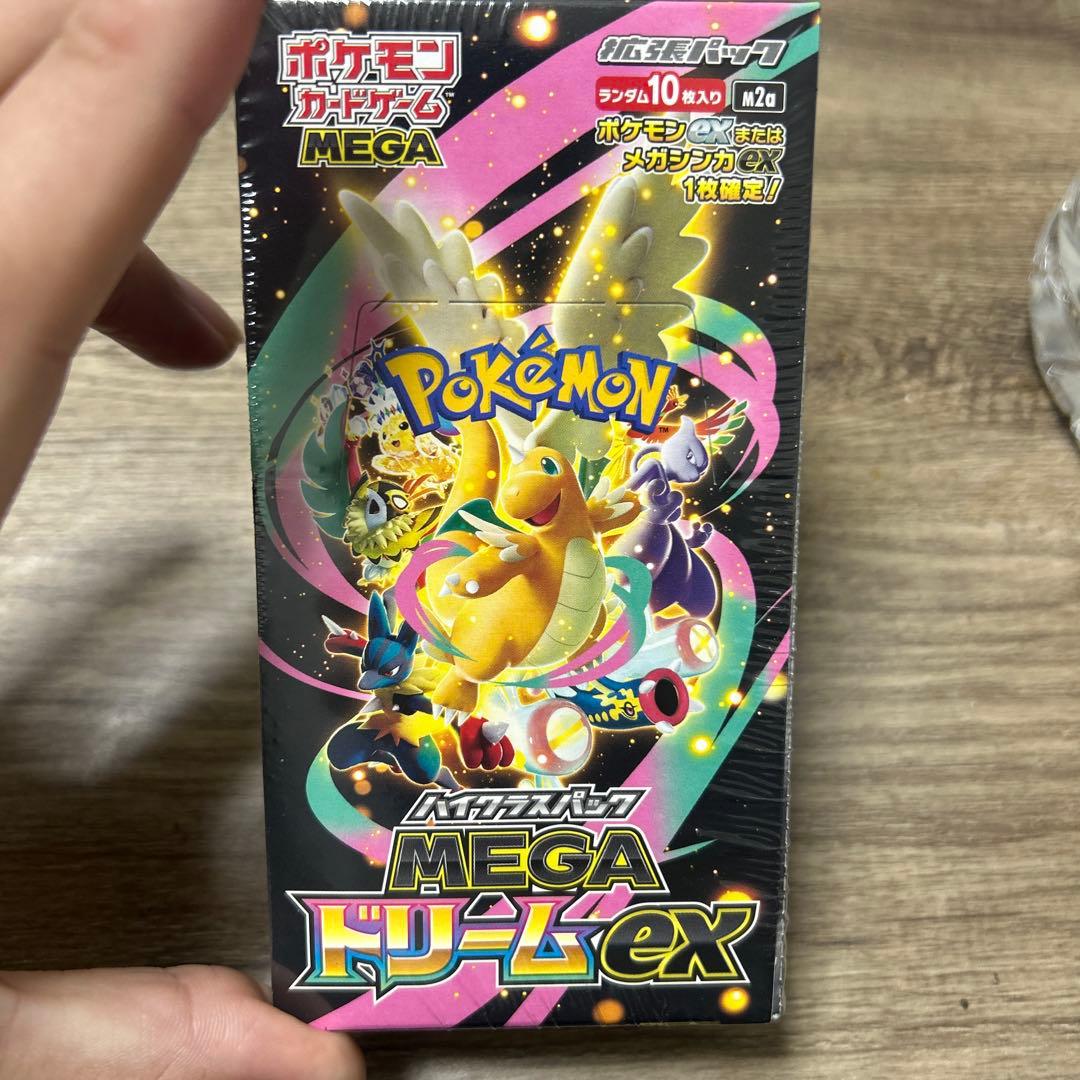 ポケモン
カードゲーム™
MEGA
拡張パック
ランダム10枚入り M2a
ポケモンexまたは
メガシンカex
1枚確定!
POKéMON™
ハイクラスパック
MEGA
ドリームex